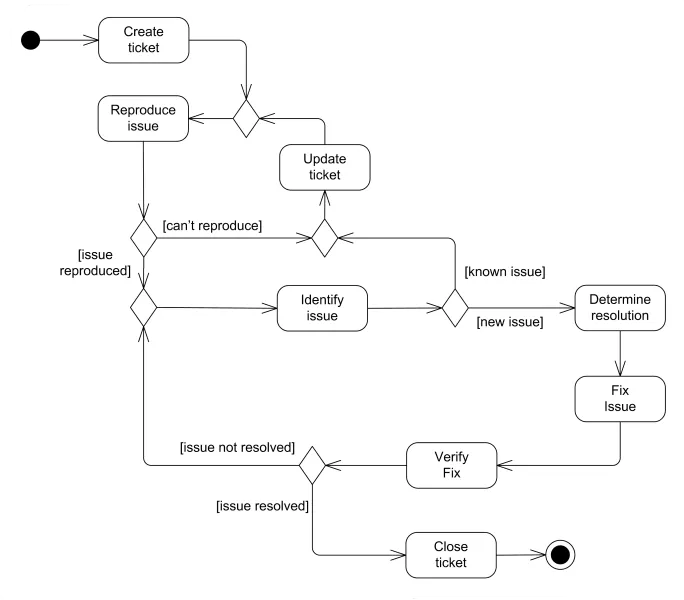 Create
ticket
Reproduce
issue
Update
ticket
[can't reproduce]
[issue
reproduced]
[known issue]
Identify
issue
Determine
resolution
[new issue]
Fix
Issue
[issue not resolved]
Verify
Fix
[issue resolved]
Close
ticket